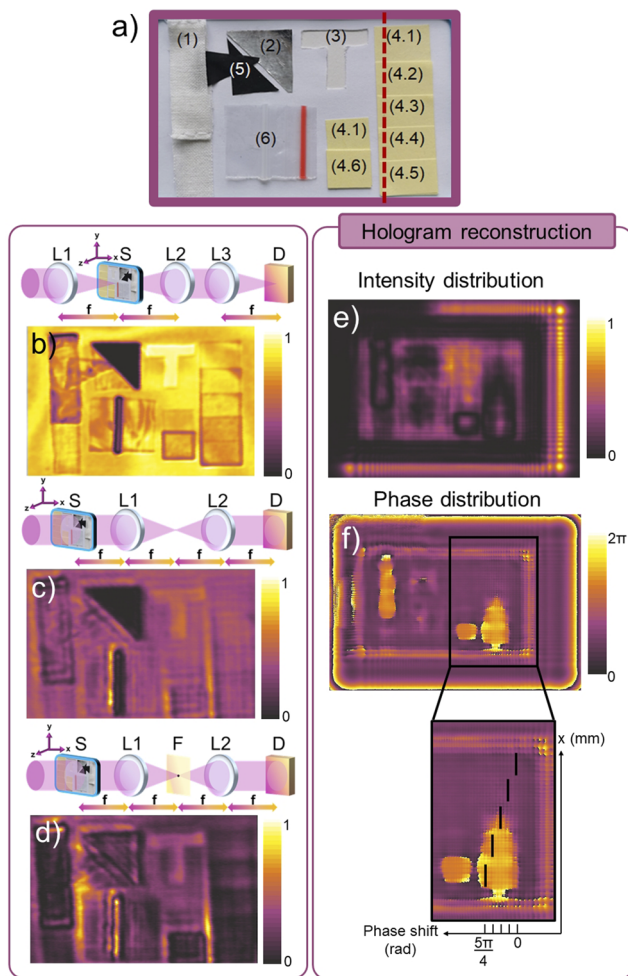 a)
(1)
(2)
(3)
(4.1)
(5)
(4.2)
(4.3)
(6)
(4.1)
(4.4)
(4.6)
(4.5)
L1
y
z
x
S
L2
L3
D
f
f
f
b)
1
0
y
z
x
S
L1
L2
D
f
f
f
f
c)
1
0
y
z
x
S
L1
F
L2
D
f
f
f
f
d)
1
0
Hologram reconstruction
Intensity distribution
e)
1
0
Phase distribution
f)
2π
0
x (mm)
Phase shift
(rad)
5π
4
0